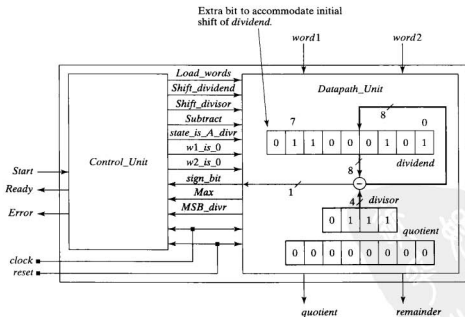 Extra bit to accommodate initial
shift of dividend.
word1
word2
Load_words
Shift_dividend
Shift_divisor
Subtract
state_is_A_divr
w1_is_0
w2_is_0
sign_bit
Max
MSB_divr
Control_Unit
Datapath_Unit
Start
Ready
Error
clock
reset
8
7
0
0 1 1 0 0 0 1 0 1
dividend
8
1
−
4
divisor
0 1 1 1
quotient
0 0 0 0 0 0 0 0
quotient
remainder